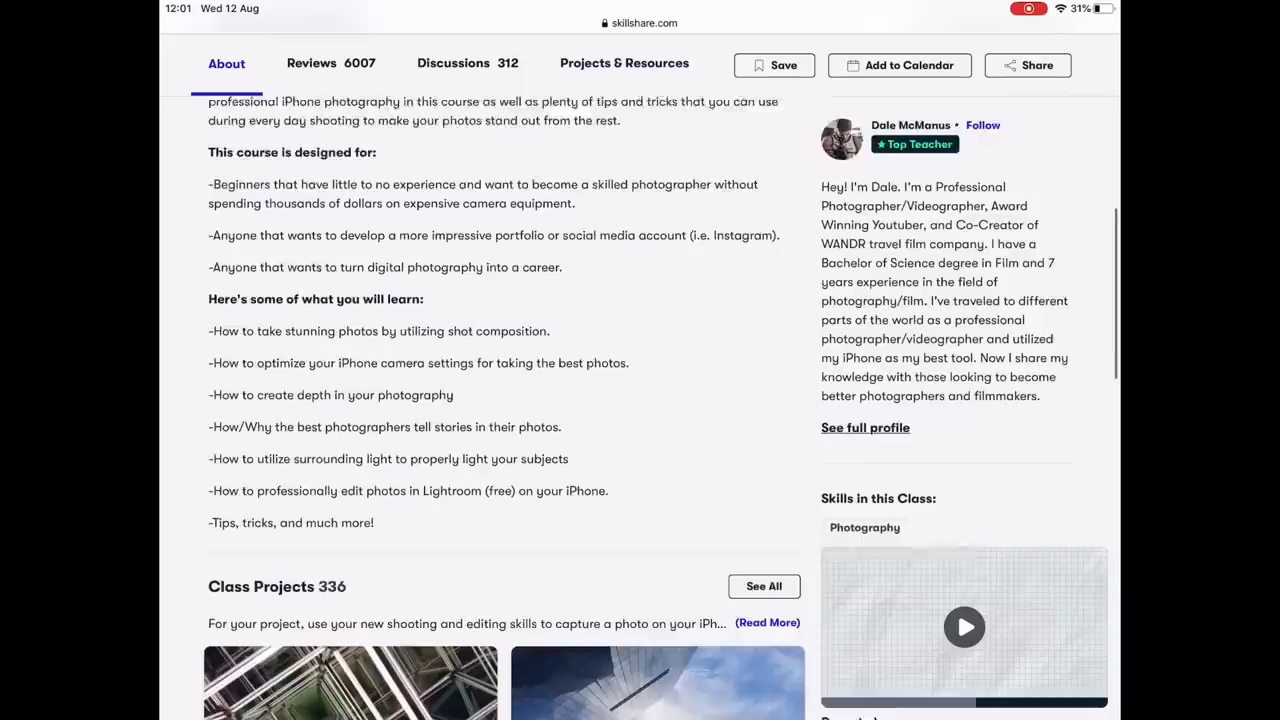 12:01 Wed 12 Aug
31%
skillshare.com
About Reviews 6007 Discussions 312 Projects & Resources Save Add to Calendar Share
professional iPhone photography in this course as well as plenty of tips and tricks that you can use
during every day shooting to make your photos stand out from the rest.
This course is designed for:
-Beginners that have little to no experience and want to become a skilled photographer without
spending thousands of dollars on expensive camera equipment.
-Anyone that wants to develop a more impressive portfolio or social media account (i.e. Instagram).
-Anyone that wants to turn digital photography into a career.
Here's some of what you will learn:
-How to take stunning photos by utilizing shot composition.
-How to optimize your iPhone camera settings for taking the best photos.
-How to create depth in your photography
-How/Why the best photographers tell stories in their photos.
-How to utilize surrounding light to properly light your subjects
-How to professionally edit photos in Lightroom (free) on your iPhone.
-Tips, tricks, and much more!
Class Projects 336 See All
For your project, use your new shooting and editing skills to capture a photo on your iPh... (Read More)
Dale McManus • Follow
Top Teacher
Hey! I'm Dale. I'm a Professional
Photographer/Videographer, Award
Winning Youtuber, and Co-Creator of
WANDR travel film company. I have a
Bachelor of Science degree in Film and 7
years experience in the field of
photography/film. I've traveled to different
parts of the world as a professional
photographer/videographer and utilized
my iPhone as my best tool. Now I share my
knowledge with those looking to become
better photographers and filmmakers.
See full profile
Skills in this Class:
Photography